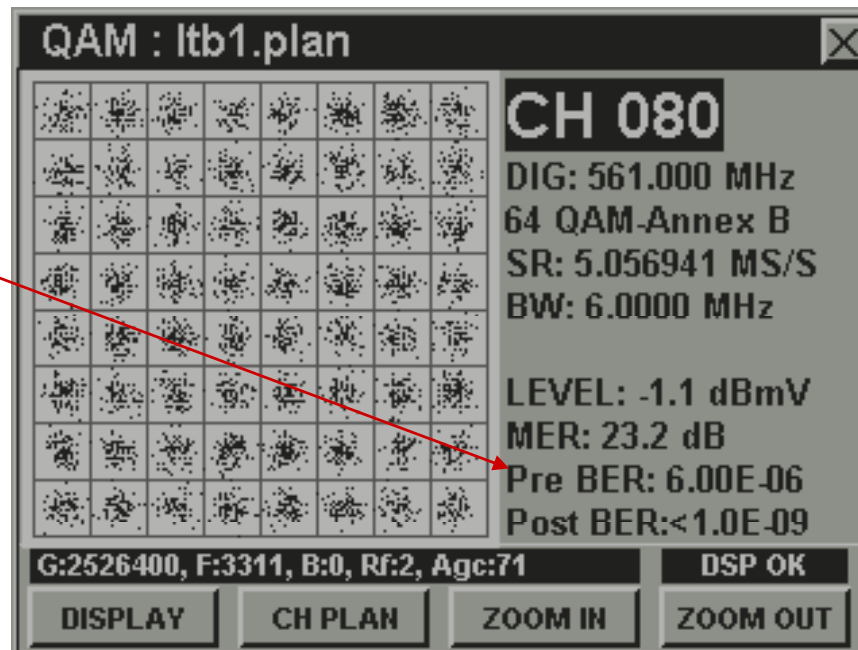 QAM : ltb1.plan
CH 080
DIG: 561.000 MHz
64 QAM-Annex B
SR: 5.056941 MS/S
BW: 6.0000 MHz
LEVEL: -1.1 dBmV
MER: 23.2 dB
Pre BER: 6.00E-06
Post BER:<1.0E-09
G:2526400, F:3311, B:0, Rf:2, Agc:71 DSP OK
DISPLAY CH PLAN ZOOM IN ZOOM OUT